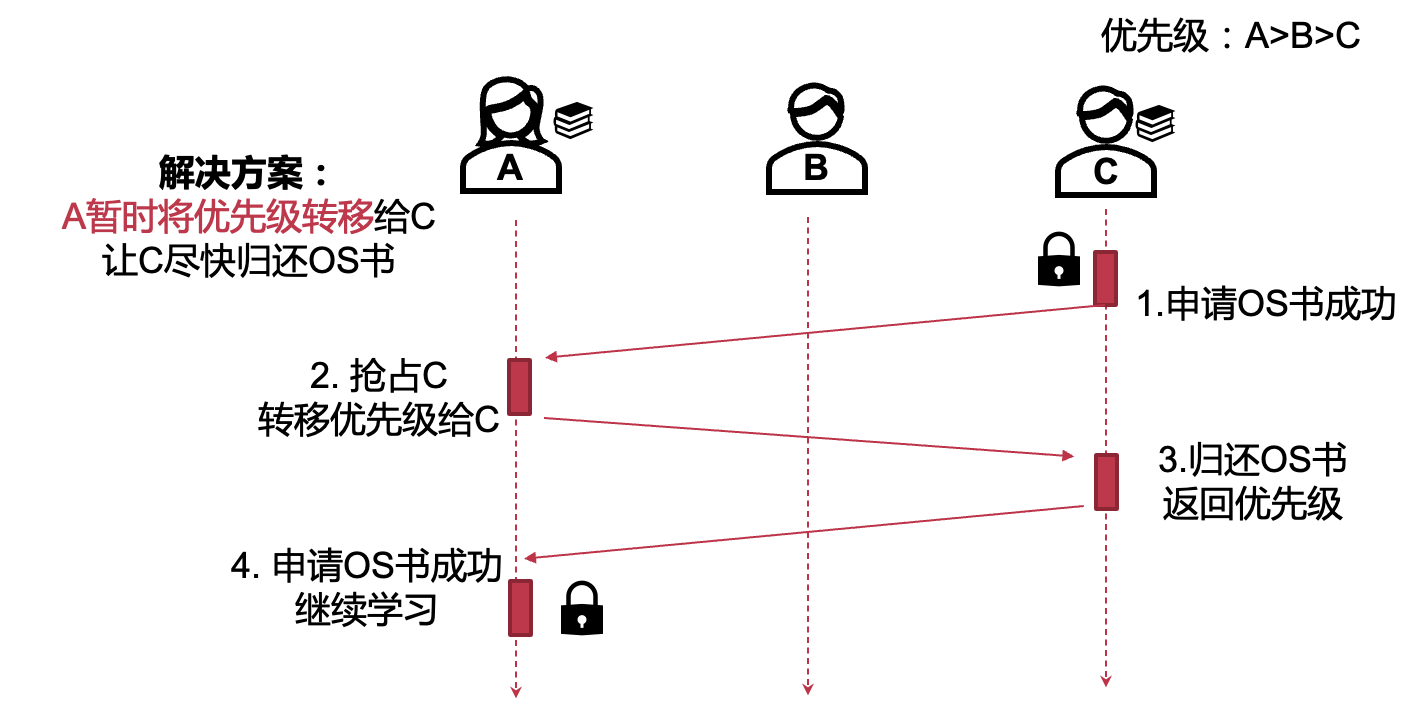 优先级：A>B>C
A
B
C
解决方案：
A暂时将优先级转移给C
让C尽快归还OS书
1.申请OS书成功
2. 抢占C
转移优先级给C
3.归还OS书
返回优先级
4. 申请OS书成功
继续学习